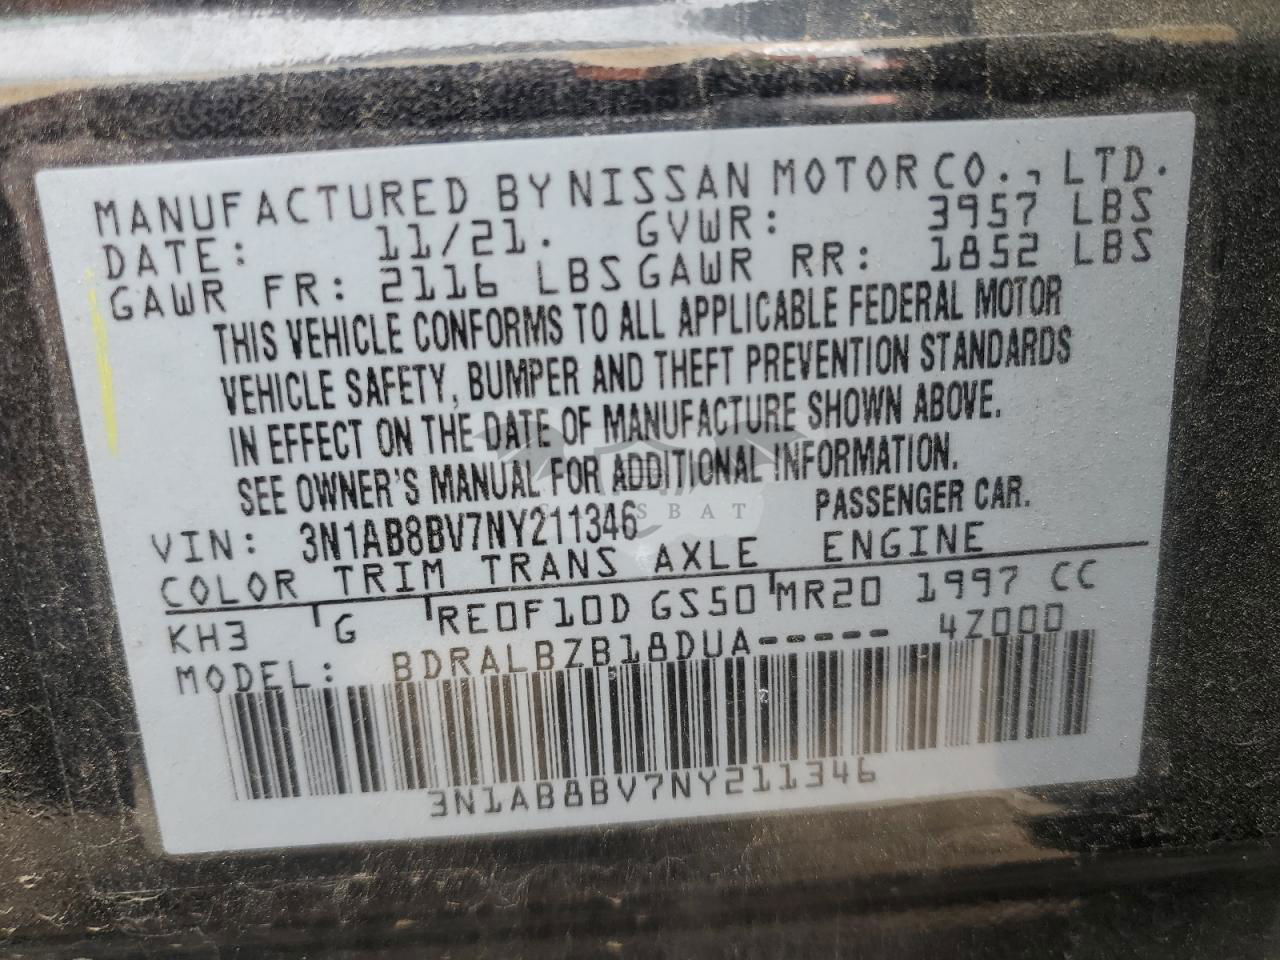 MANUFACTURED BY NISSAN MOTOR CO., LTD.
DATE: 11/21. GVWR: 3957 LBS
GAWR FR: 2116 LBS GAWR RR: 1852 LBS
THIS VEHICLE CONFORMS TO ALL APPLICABLE FEDERAL MOTOR
VEHICLE SAFETY, BUMPER AND THEFT PREVENTION STANDARDS
IN EFFECT ON THE DATE OF MANUFACTURE SHOWN ABOVE.
SEE OWNER'S MANUAL FOR ADDITIONAL INFORMATION.
VIN: 3N1AB8BV7NY211346 PASSENGER CAR.
COLOR TRIM TRANS AXLE ENGINE
KH3 G RE0F10D GS50 MR20 1997 CC
MODEL: BDRALBZB18DUA----- 4Z000
3N1AB8BV7NY211346